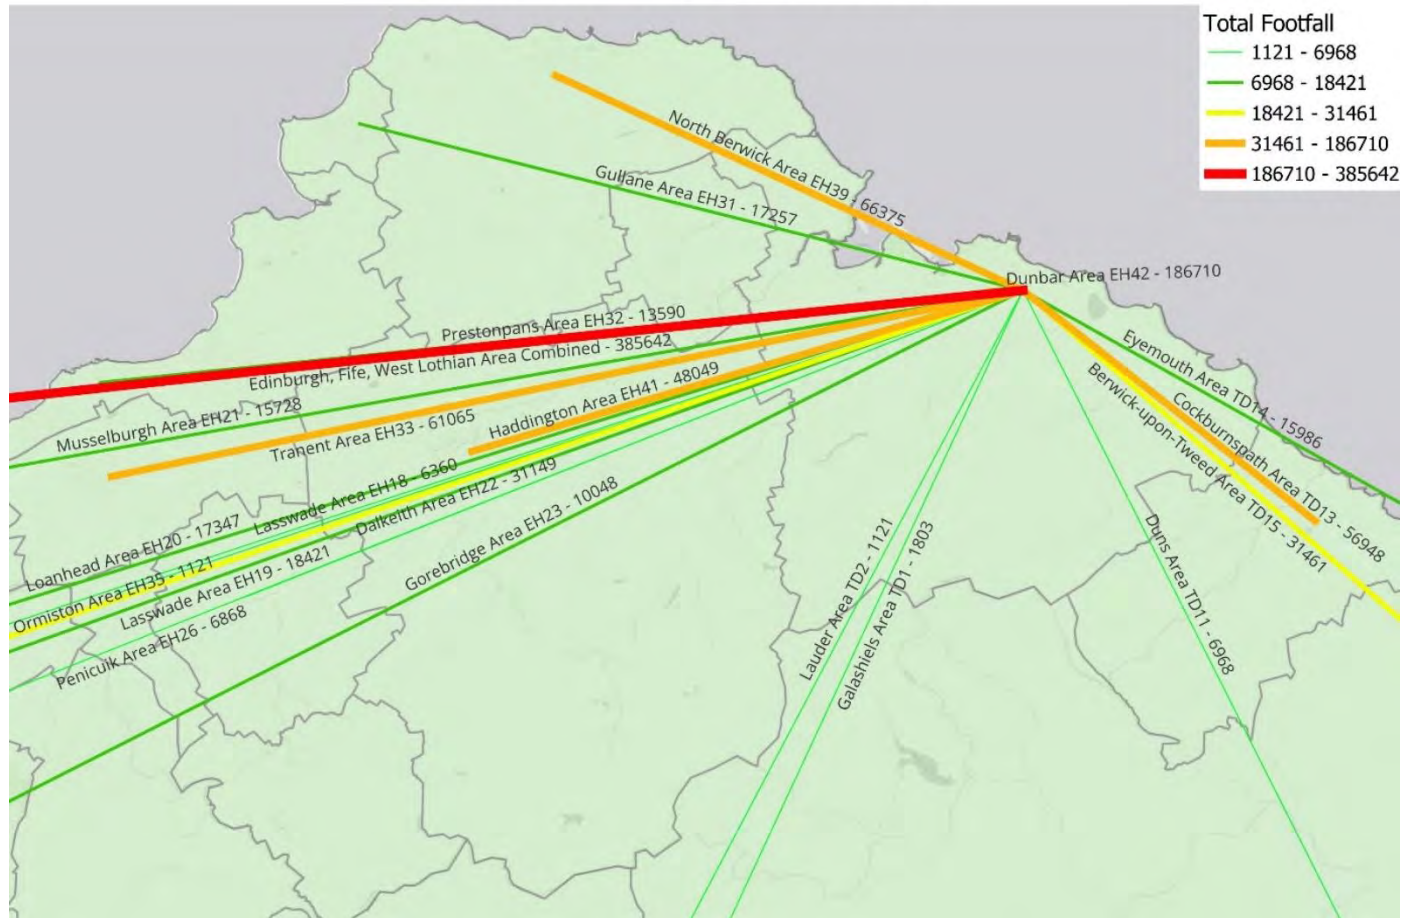 Total Footfall
1121 - 6968
6968 - 18421
18421 - 31461
31461 - 186710
186710 - 385642
North Berwick Area EH39 - 66375
Gullane Area EH31 - 17257
Dunbar Area EH42 - 186710
Prestonpans Area EH32 - 13590
Edinburgh, Fife, West Lothian Area Combined - 385642
Musselburgh Area EH21 - 15728
Tranent Area EH33 - 61065
Haddington Area EH41 - 48049
Eyemouth Area TD14 - 15986
Cockburnspath Area TD13 - 56948
Berwick-upon-Tweed Area TD15 - 31461
Lasswade Area EH18 - 6360
Dalkeith Area EH22 - 31149
Loanhead Area EH20 - 17347
Ormiston Area EH35 - 1121
Lasswade Area EH19 - 18421
Penicuik Area EH26 - 6868
Gorebridge Area EH23 - 10048
Lauder Area TD2 - 1121
Galashiels Area TD1 - 1803
Duns Area TD11 - 6968